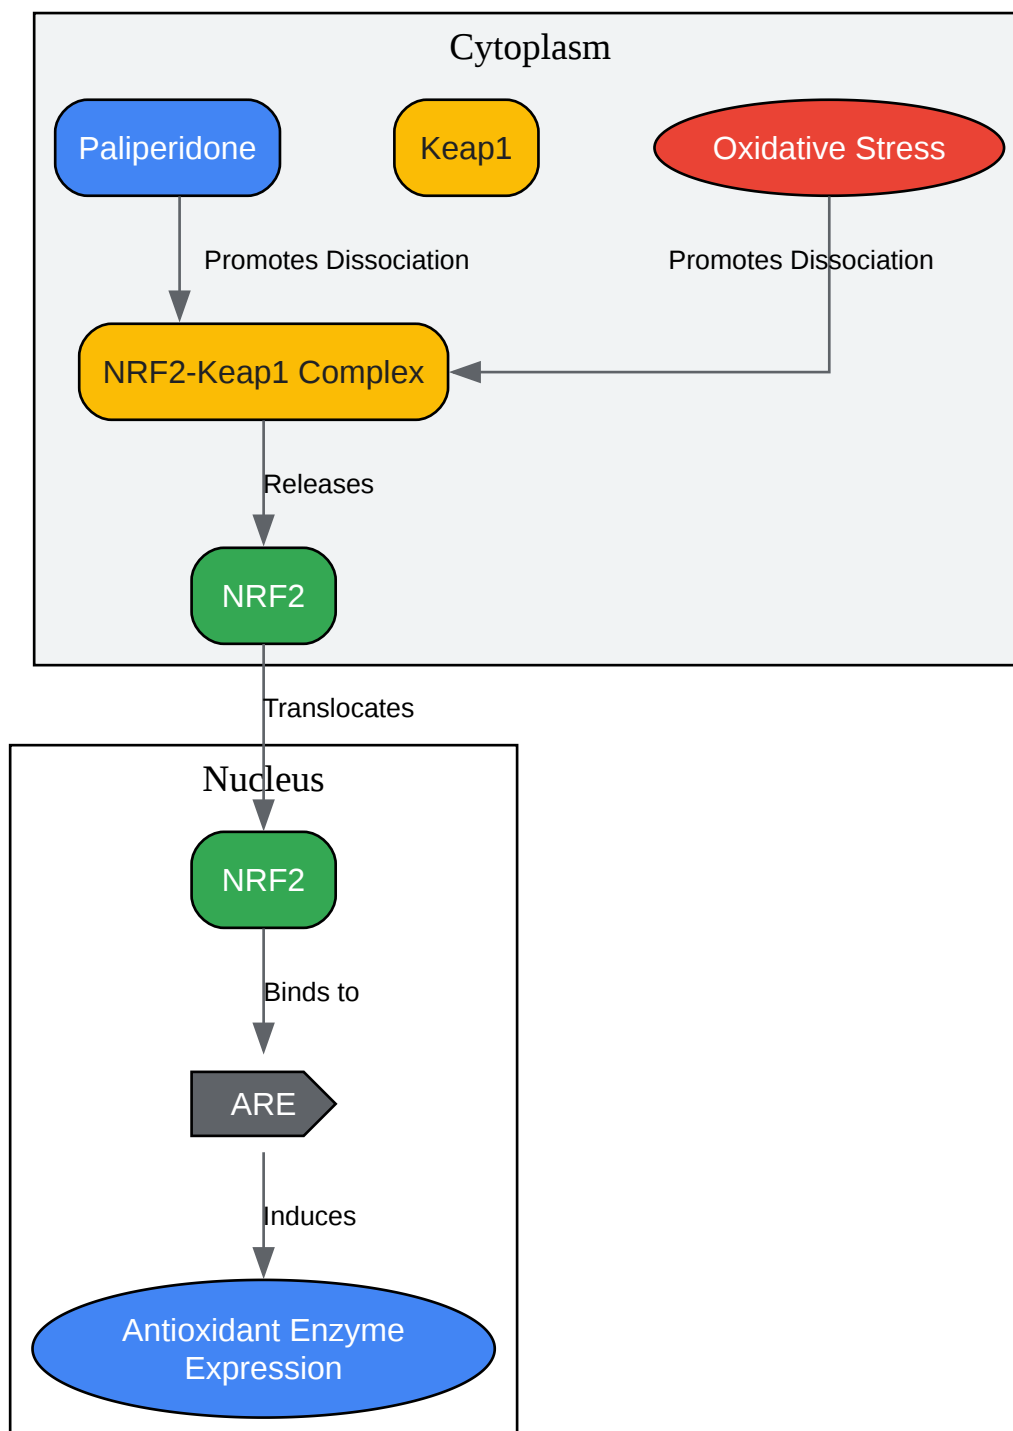 Cytoplasm
Paliperidone
Keap1
Oxidative Stress
Promotes Dissociation
Promotes Dissociation
NRF2-Keap1 Complex
Releases
NRF2
Translocates
Nucleus
NRF2
Binds to
ARE
Induces
Antioxidant Enzyme
Expression